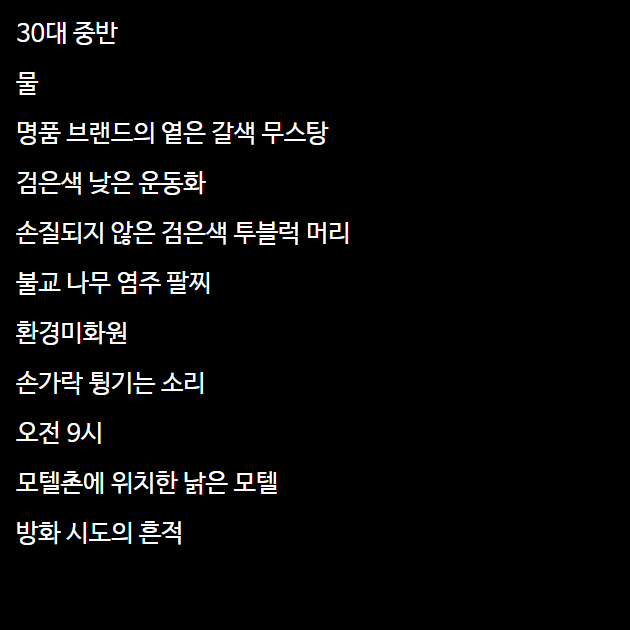 30대 중반
물
명품 브랜드의 옅은 갈색 무스탕
검은색 낮은 운동화
손질되지 않은 검은색 투블럭 머리
불교 나무 염주 팔찌
환경미화원
손가락 튕기는 소리
오전 9시
모텔촌에 위치한 낡은 모텔
방화 시도의 흔적